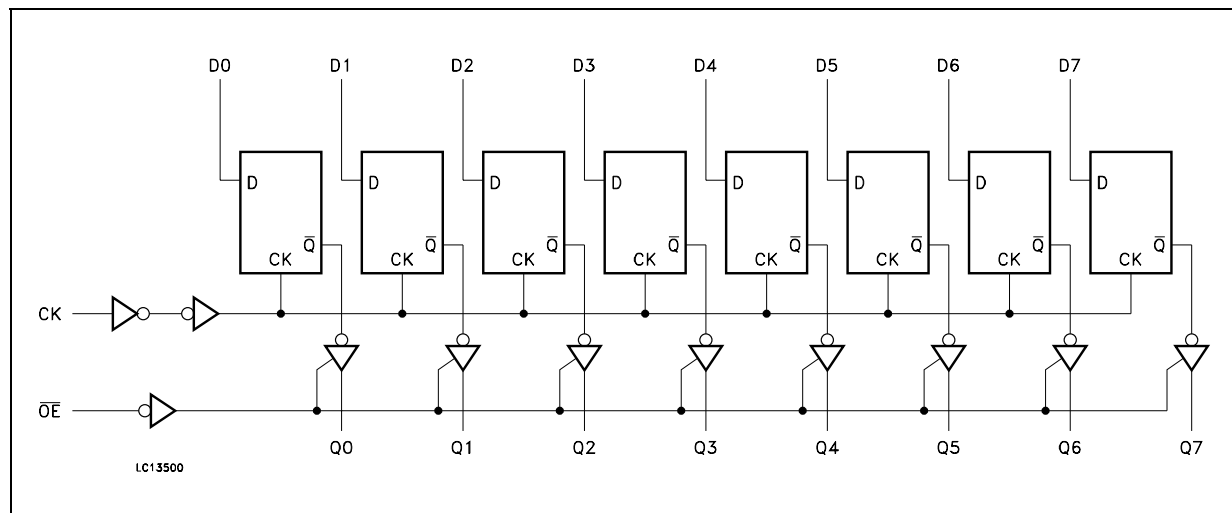 D0 D1 D2 D3 D4 D5 D6 D7
D D D D D D D D
Q̅ Q̅ Q̅ Q̅ Q̅ Q̅ Q̅ Q̅
CK CK CK CK CK CK CK CK
CK
O̅E̅
Q0 Q1 Q2 Q3 Q4 Q5 Q6 Q7
LC13500